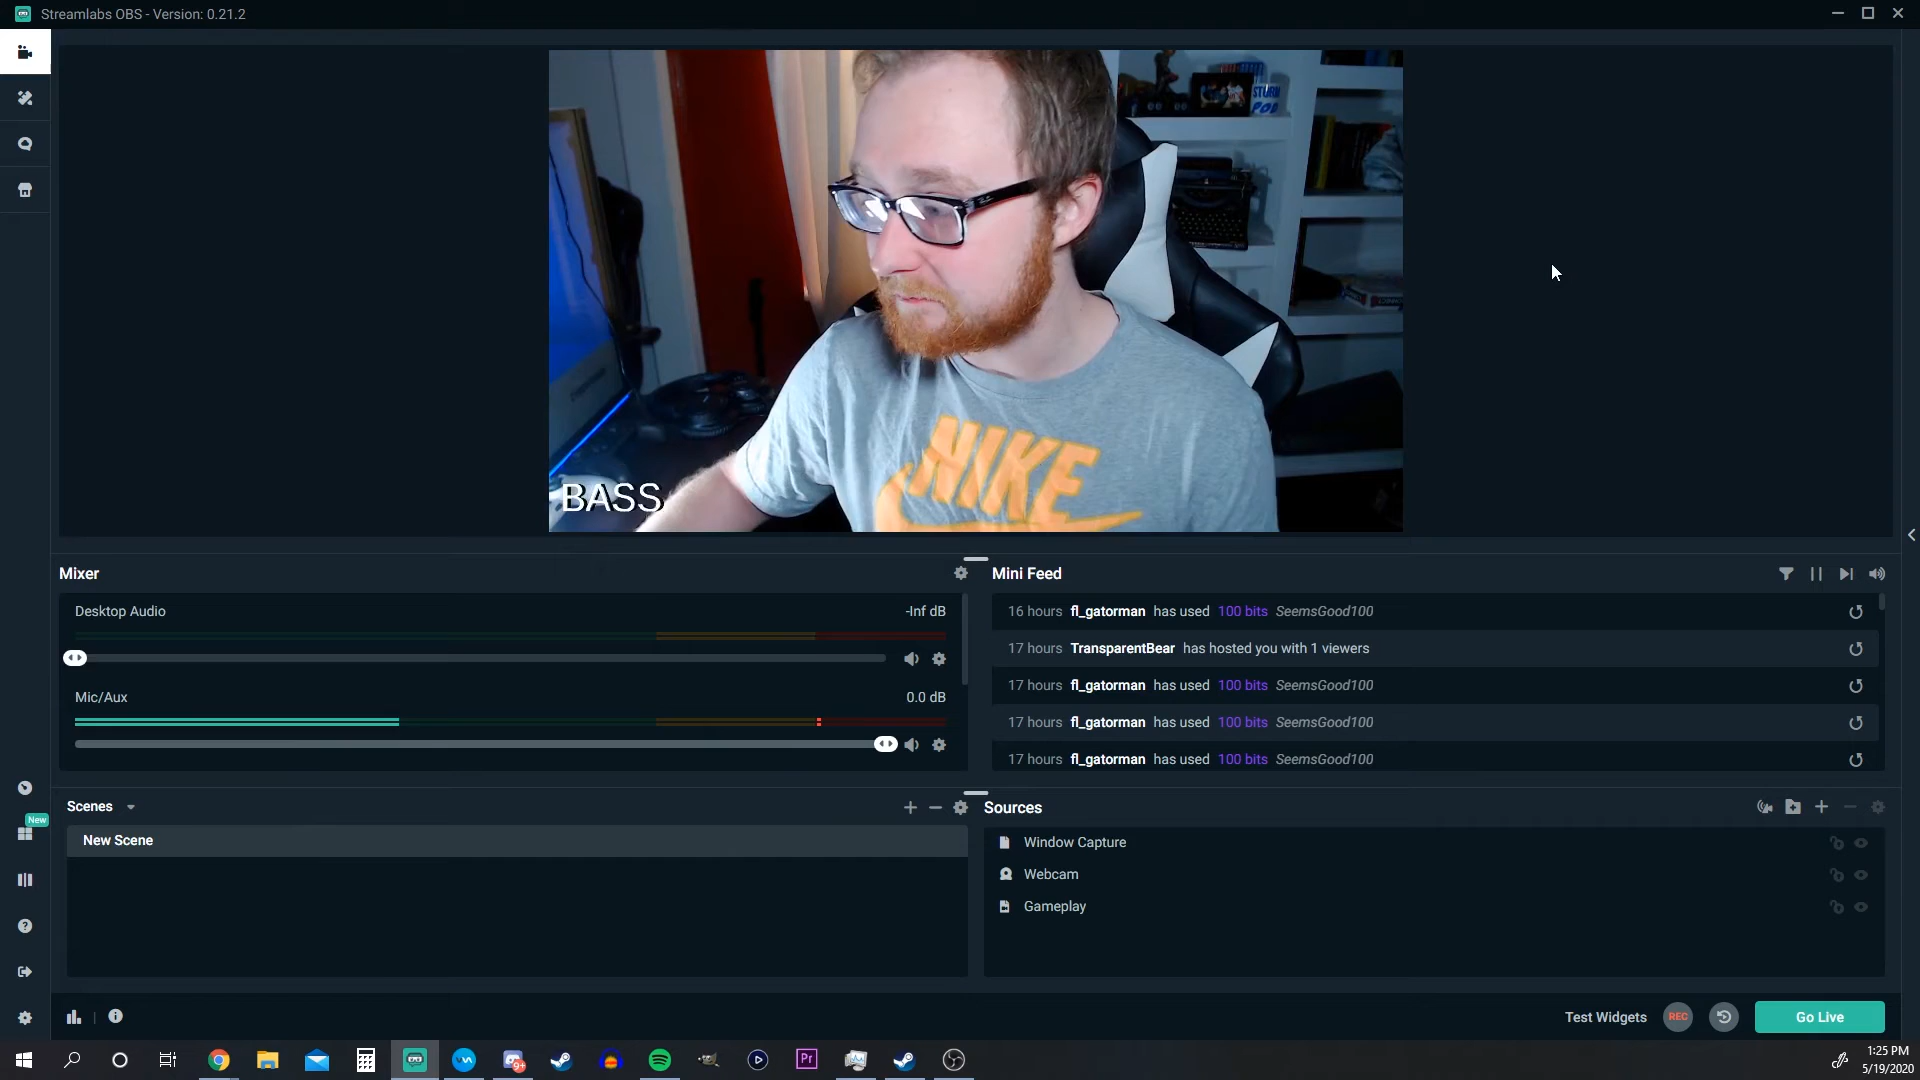 Streamlabs OBS - Version: 0.21.2
STURM
POD
NIKE
BASS
Mixer
Desktop Audio
-Inf dB
Mic/Aux
0.0 dB
Mini Feed
16 hours fl_gatorman has used 100 bits SeemsGood100
17 hours TransparentBear has hosted you with 1 viewers
17 hours fl_gatorman has used 100 bits SeemsGood100
17 hours fl_gatorman has used 100 bits SeemsGood100
17 hours fl_gatorman has used 100 bits SeemsGood100
New
Scenes
New Scene
Sources
Window Capture
Webcam
Gameplay
Test Widgets
REC
Go Live
9+
Pr
1:25 PM
5/19/2020